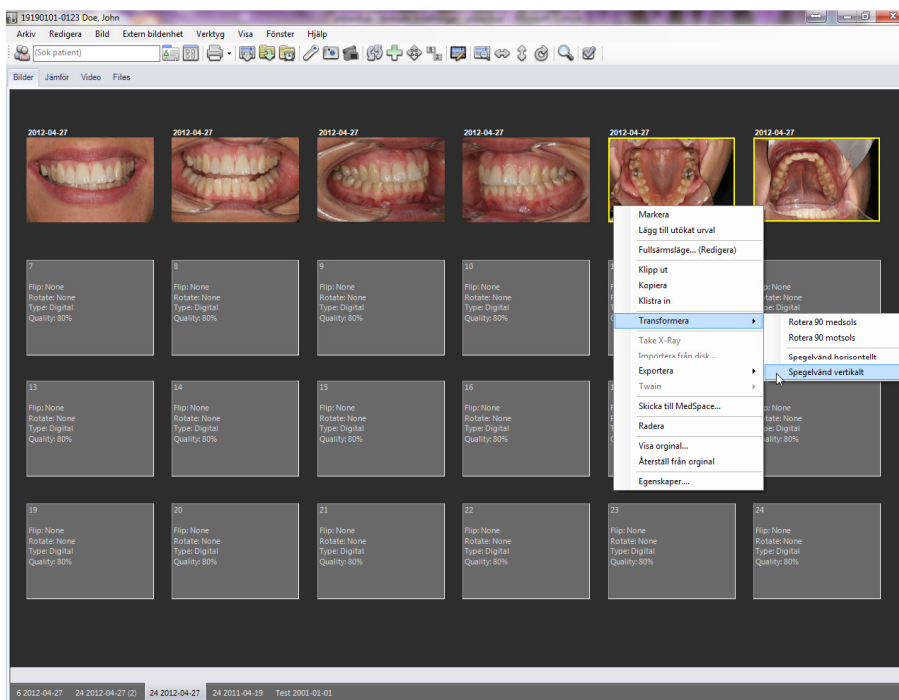 19190101-0123 Doe, John
Arkiv Redigera Bild Extern bildenhet Verktyg Visa Fönster Hjälp
(Sök patient)
Bilder Jämför Video Files
2012-04-27 2012-04-27 2012-04-27 2012-04-27 2012-04-27 2012-04-27
Markera
Lägg till utökat urval
Fullsärmsläge... (Redigera)
Klipp ut
Kopiera
Klistra in
Transformera
Take X-Ray
Importera från disk...
Exportera
Twain
Skicka till MedSpace...
Radera
Visa orginal...
Återställ från orginal
Egenskaper....
Rotera 90 medsols
Rotera 90 motsols
Spegelvänd horisontellt
Spegelvänd vertikalt
7 8 9 10
Flip: None Flip: None Flip: None Flip: None
Rotate: None Rotate: None Rotate: None Rotate: None
Type: Digital Type: Digital Type: Digital Type: Digital
Quality: 80% Quality: 80% Quality: 80% Quality: 80%
13 14 15 16
Flip: None Flip: None Flip: None Flip: None
Rotate: None Rotate: None Rotate: None Rotate: None
Type: Digital Type: Digital Type: Digital Type: Digital
Quality: 80% Quality: 80% Quality: 80% Quality: 80%
19 20 21 22 23 24
Flip: None Flip: None Flip: None Flip: None Flip: None Flip: None
Rotate: None Rotate: None Rotate: None Rotate: None Rotate: None Rotate: None
Type: Digital Type: Digital Type: Digital Type: Digital Type: Digital Type: Digital
Quality: 80% Quality: 80% Quality: 80% Quality: 80% Quality: 80% Quality: 80%
6 2012-04-27 24 2012-04-27 (2) 24 2012-04-27 24 2011-04-19 Test 2001-01-01